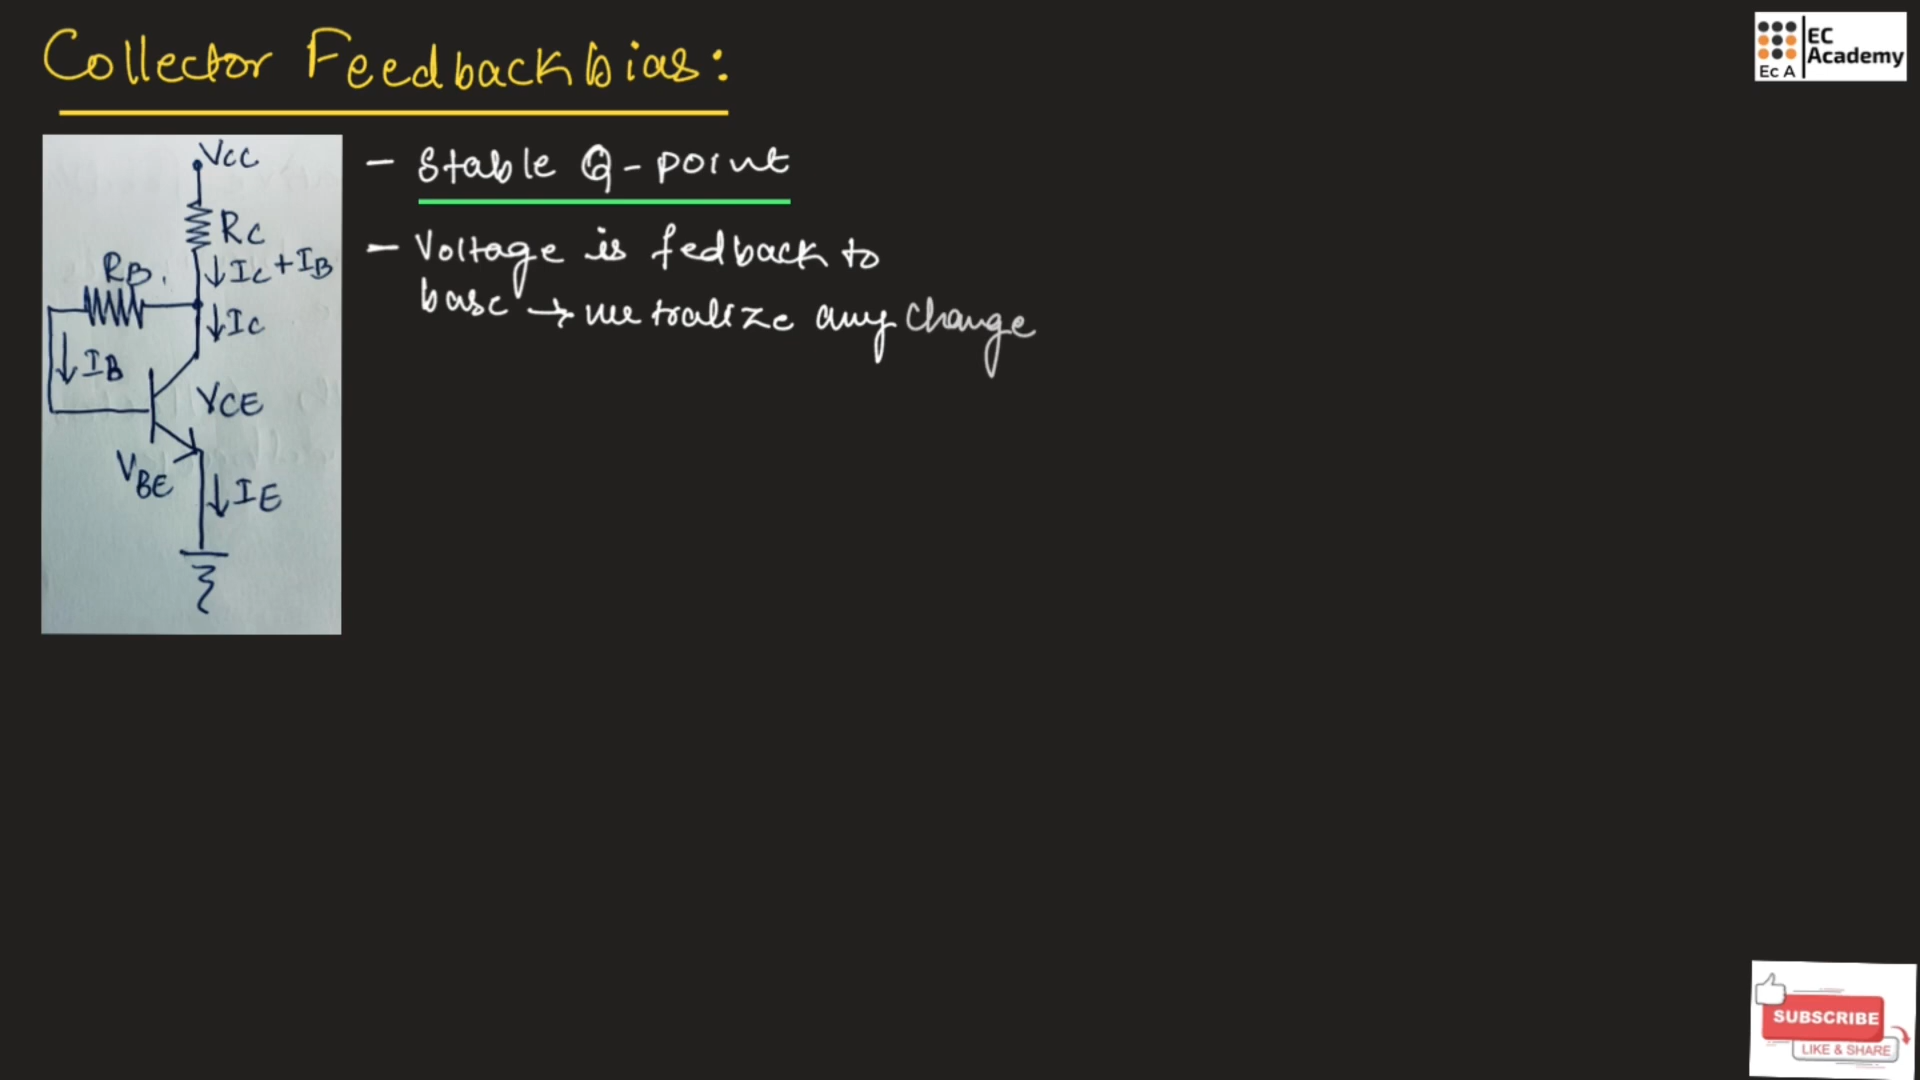 Collector Feedback bias:
EC
Academy
Ec A
VCC
RC
IC + IB
RB
IC
IB
VCE
VBE
IE
- Stable Q-point
- Voltage is fedback to
base → netralize any change
SUBSCRIBE
LIKE & SHARE